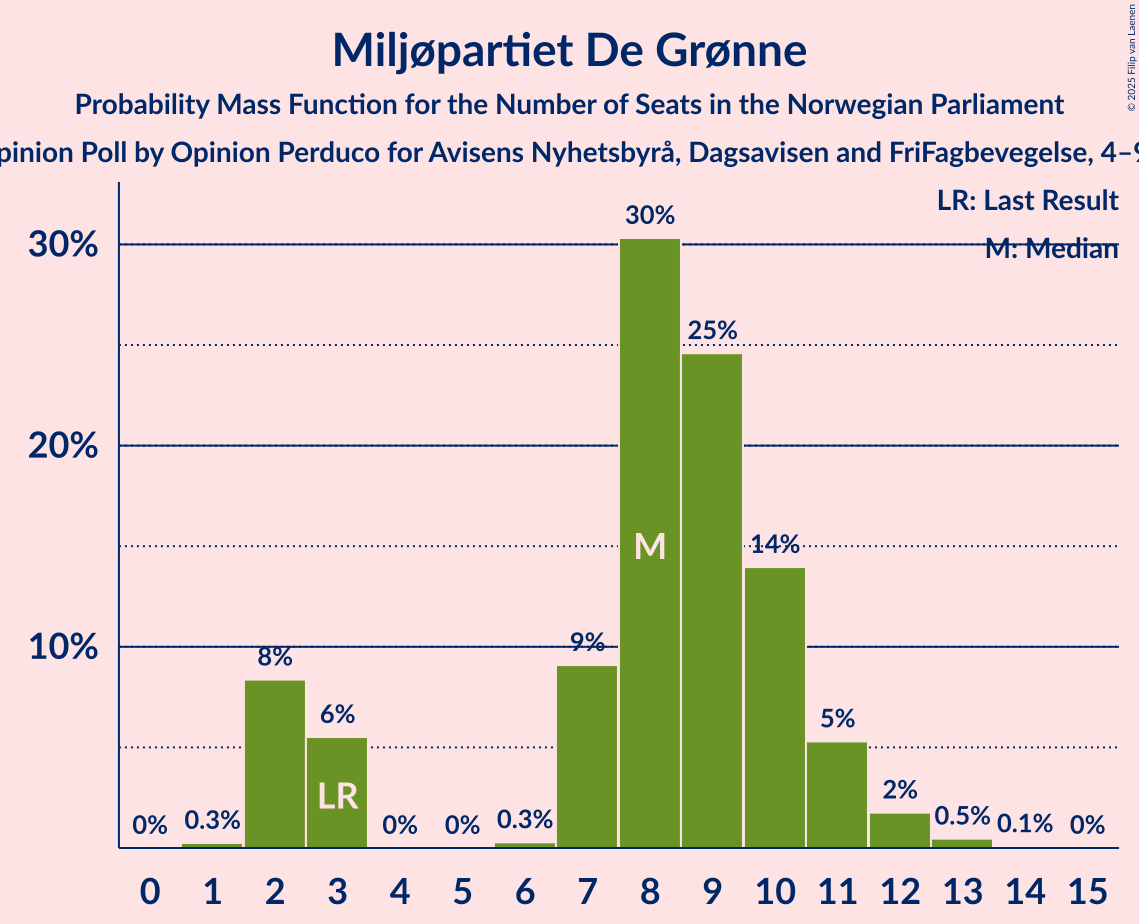 © 2025 Filip van Laenen
Miljøpartiet De Grønne
Probability Mass Function for the Number of Seats in the Norwegian Parliament
pinion Poll by Opinion Perduco for Avisens Nyhetsbyrå, Dagsavisen and FriFagbevegelse, 4–9
LR: Last Result
M: Median
30%
20%
10%
0% 0.3% 8% 6% 0% 0% 0.3% 9% 30% 25% 14% 5% 2% 0.5% 0.1% 0%
LR M
0 1 2 3 4 5 6 7 8 9 10 11 12 13 14 15